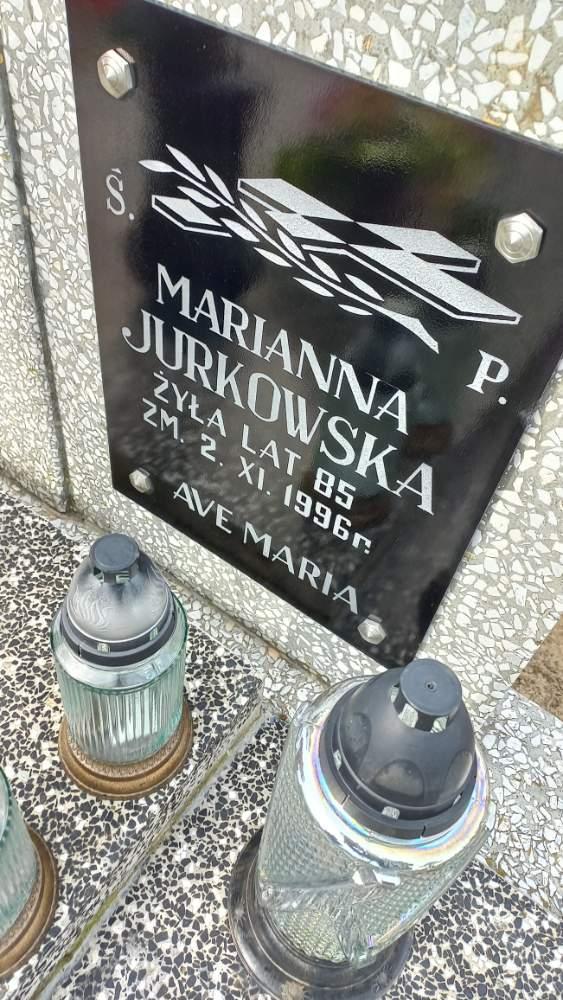 Ś. P.
MARIANNA
JURKOWSKA
ŻYŁA LAT 85
ZM. 2. XI. 1996r.
AVE MARIA